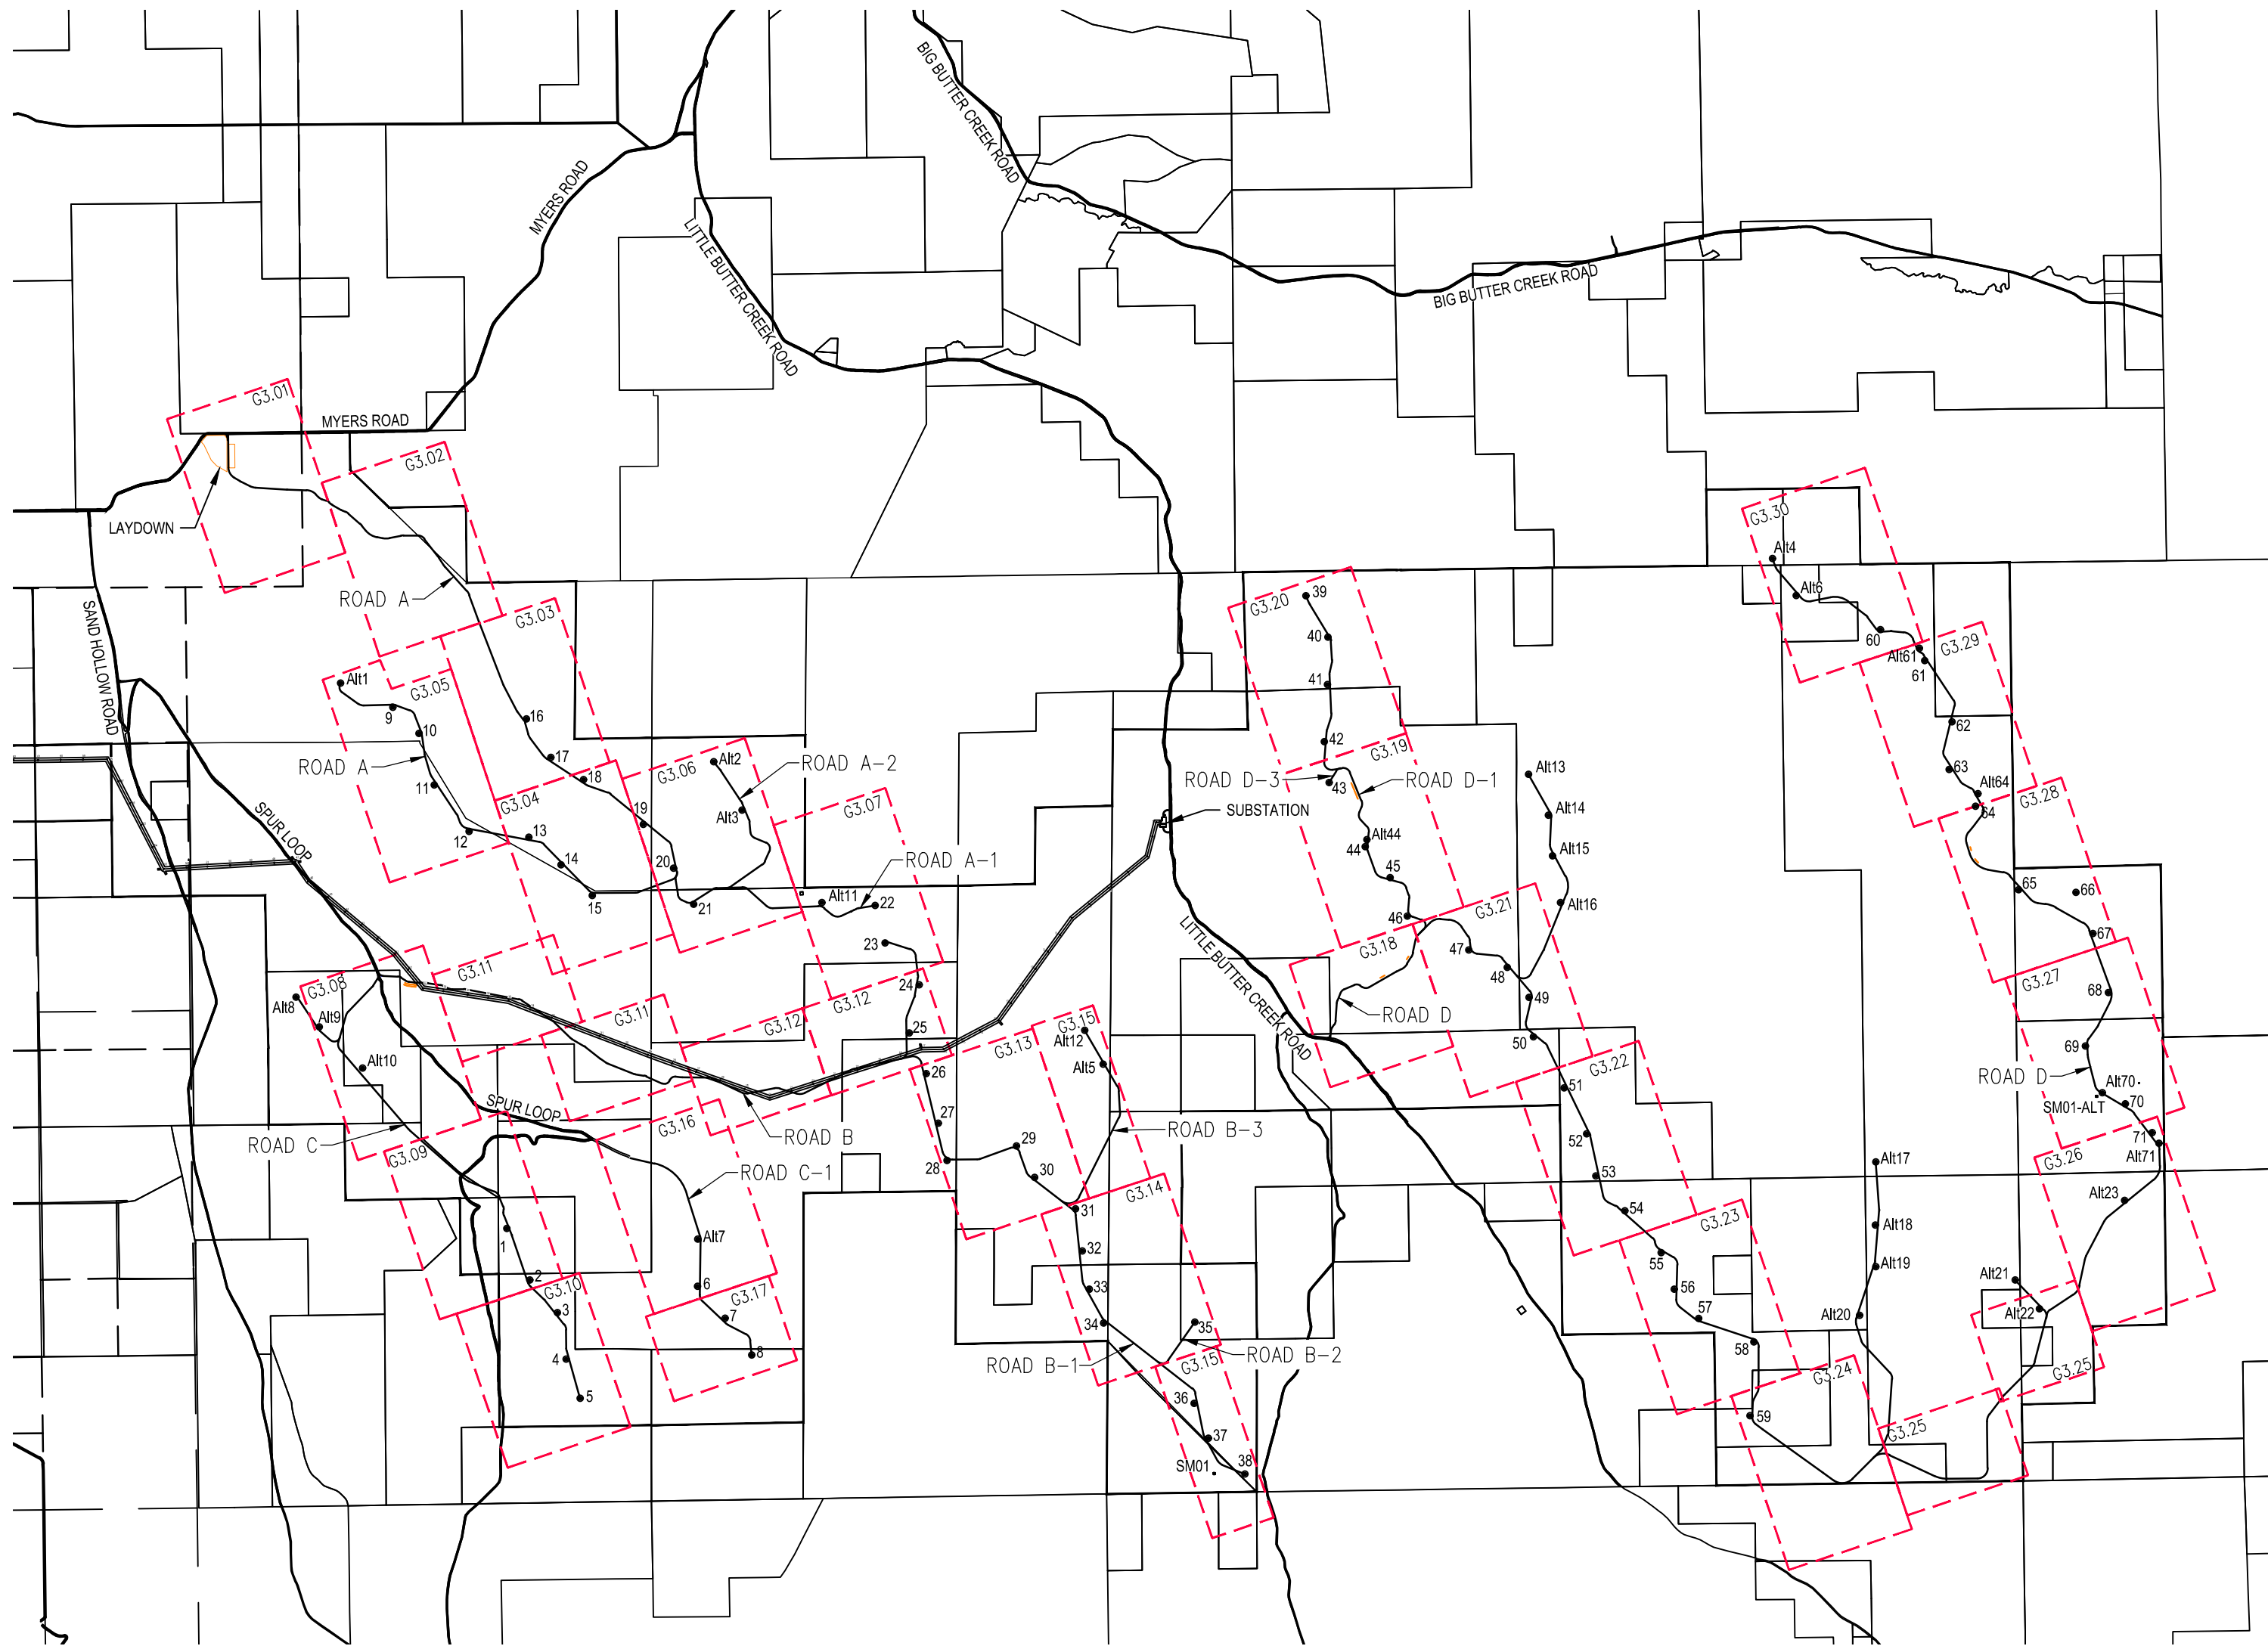 BIG BUTTER CREEK ROAD
MYERS ROAD
LITTLE BUTTER CREEK ROAD
BIG BUTTER CREEK ROAD
G3.01
MYERS ROAD
G3.02
LAYDOWN
G3.30
Alt4
ROAD A
G3.03
SAND HOLLOW ROAD
G3.20
39
Alt6
40
60
G3.29
Alt61
61
Alt1
G3.05
41
9
16
10
62
42
G3.19
17
ROAD A
G3.06
Alt2
ROAD A-2
ROAD D-3
ROAD D-1
Alt13
63
18
11
43
G3.04
G3.07
Alt64
G3.28
19
Alt3
SUBSTATION
Alt14
64
12
13
SPUR LOOP
Alt44
44
Alt15
14
20
ROAD A-1
45
65
66
15
21
Alt11
22
46
G3.21
Alt16
67
23
LITTLE BUTTER CREEK ROAD
G3.18
47
48
G3.11
G3.08
24
G3.27
68
Alt8
G3.12
49
Alt9
G3.11
G3.12
G3.15
ROAD D
25
Alt12
G3.13
50
69
Alt10
26
Alt5
G3.22
51
ROAD D
Alt70
SM01-ALT
70
SPUR LOOP
27
G3.16
ROAD B
ROAD B-3
52
71
Alt71
ROAD C
G3.09
29
28
30
ROAD C-1
53
Alt17
G3.26
G3.14
31
54
Alt23
G3.23
1
Alt7
32
55
Alt18
2
G3.10
6
33
56
Alt19
Alt21
3
G3.17
7
34
35
57
Alt20
Alt22
4
8
58
ROAD B-1
G3.15
ROAD B-2
G3.24
G3.25
5
36
59
37
G3.25
SM01
38